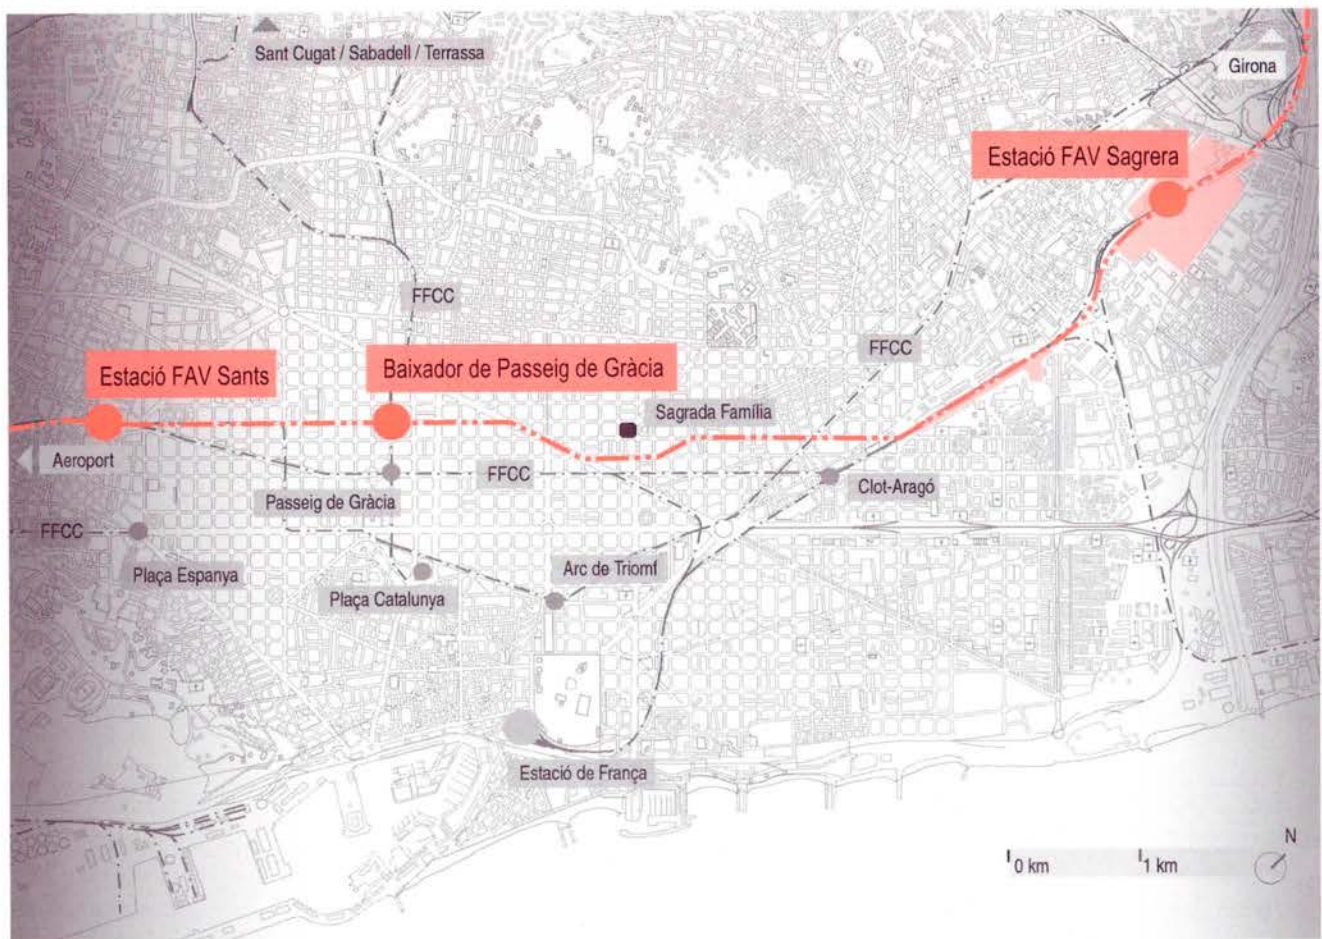 Sant Cugat / Sabadell / Terrassa
Girona
Estació FAV Sagrera
FFCC
FFCC
Estació FAV Sants
Baixador de Passeig de Gràcia
Sagrada Família
Aeroport
FFCC
Passeig de Gràcia
Clot-Aragó
FFCC
Plaça Espanya
Plaça Catalunya
Arc de Triomf
Estació de França
N
0 km
1 km